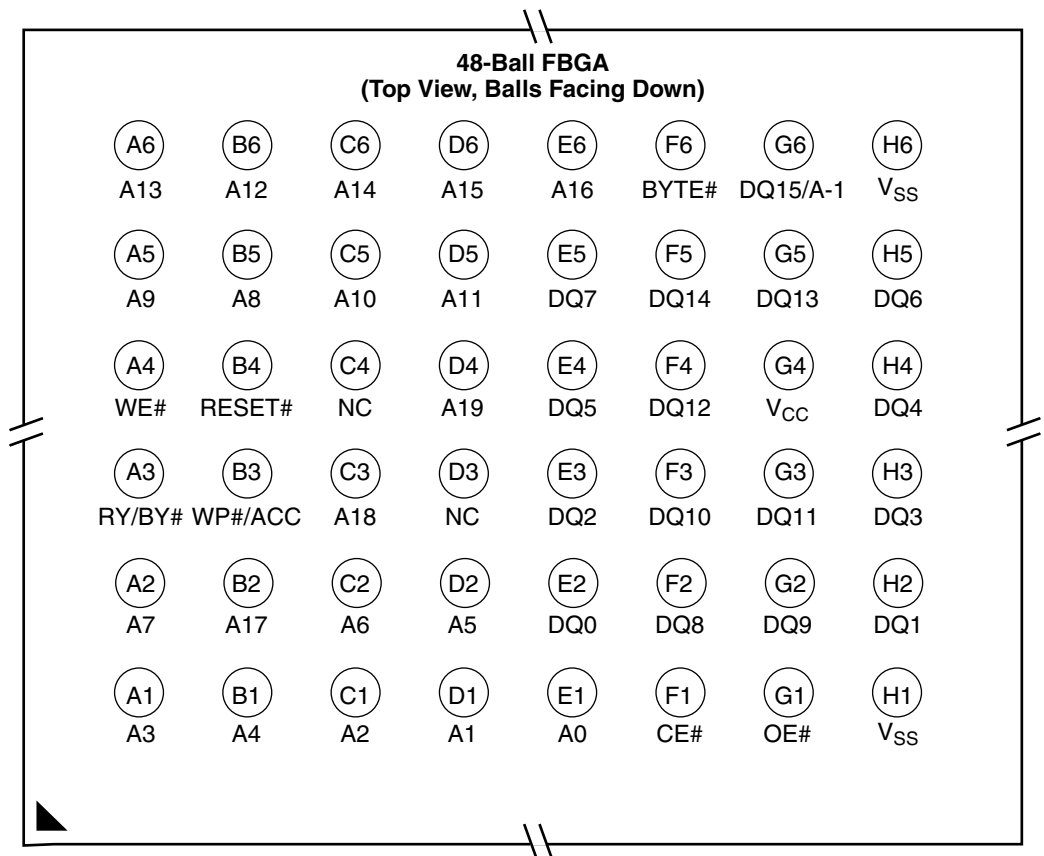 48-Ball FBGA
(Top View, Balls Facing Down)
A6 B6 C6 D6 E6 F6 G6 H6
A13 A12 A14 A15 A16 BYTE# DQ15/A-1 VSS
A5 B5 C5 D5 E5 F5 G5 H5
A9 A8 A10 A11 DQ7 DQ14 DQ13 DQ6
A4 B4 C4 D4 E4 F4 G4 H4
WE# RESET# NC A19 DQ5 DQ12 VCC DQ4
A3 B3 C3 D3 E3 F3 G3 H3
RY/BY# WP#/ACC A18 NC DQ2 DQ10 DQ11 DQ3
A2 B2 C2 D2 E2 F2 G2 H2
A7 A17 A6 A5 DQ0 DQ8 DQ9 DQ1
A1 B1 C1 D1 E1 F1 G1 H1
A3 A4 A2 A1 A0 CE# OE# VSS